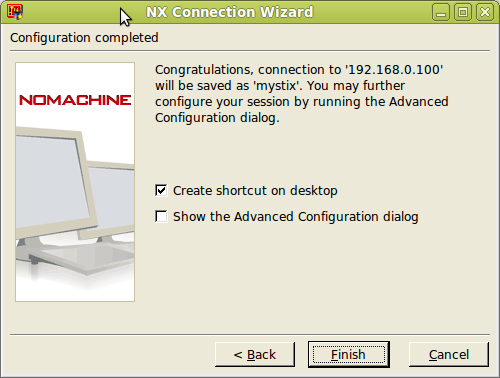 NX Connection Wizard
Configuration completed
NOMACHINE
Congratulations, connection to '192.168.0.100'
will be saved as 'mystix'. You may further
configure your session by running the Advanced
Configuration dialog.
Create shortcut on desktop
Show the Advanced Configuration dialog
< Back
Finish
Cancel